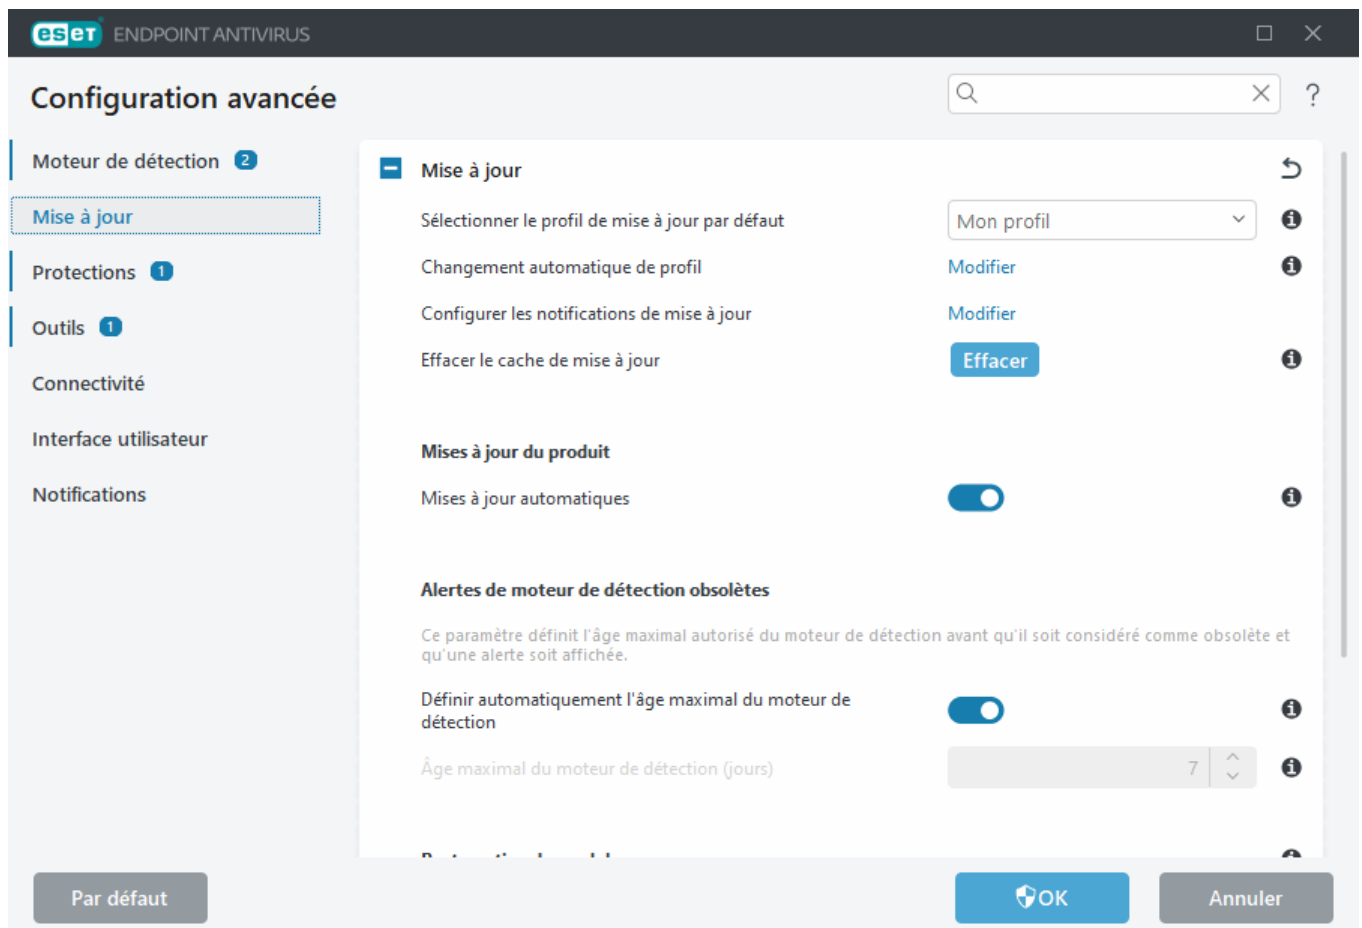 eset ENDPOINT ANTIVIRUS
Configuration avancée
?
Moteur de détection 2
Mise à jour
Protections 1
Outils 1
Connectivité
Interface utilisateur
Notifications
Mise à jour
Sélectionner le profil de mise à jour par défaut
Mon profil
Changement automatique de profil
Modifier
Configurer les notifications de mise à jour
Modifier
Effacer le cache de mise à jour
Effacer
Mises à jour du produit
Mises à jour automatiques
Alertes de moteur de détection obsolètes
Ce paramètre définit l'âge maximal autorisé du moteur de détection avant qu'il soit considéré comme obsolète et
qu'une alerte soit affichée.
Définir automatiquement l'âge maximal du moteur de
détection
Âge maximal du moteur de détection (jours)
7
Par défaut
OK
Annuler